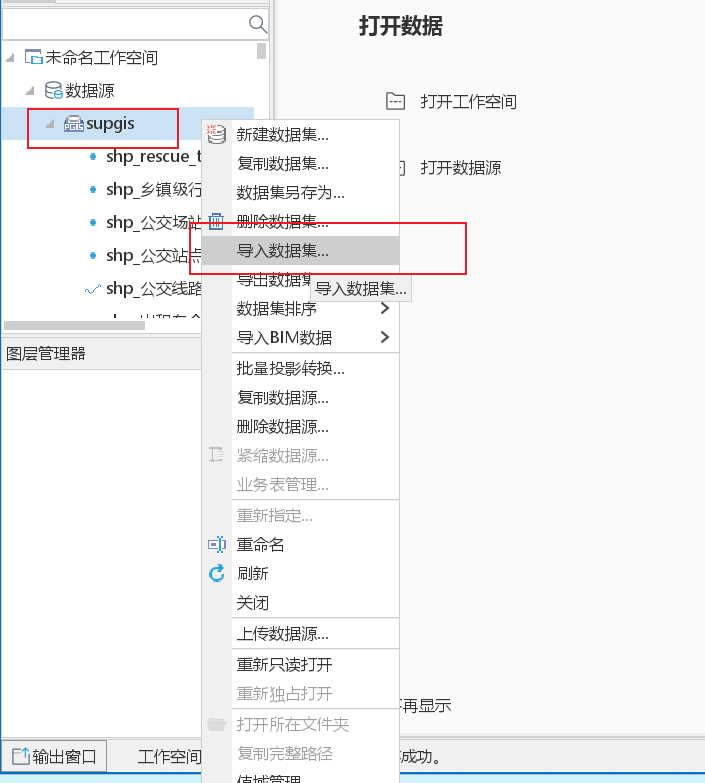 打开数据
未命名工作空间
数据源
打开工作空间
PGIS supgis
新建数据集...
shp_rescue_t
复制数据集...
打开数据源
shp_乡镇级行
数据集另存为...
shp_公交场站
删除数据集...
shp_公交站点
导入数据集...
导出数据集
导入数据集...
shp_公交线路
数据集排序
导入BIM数据
图层管理器
批量投影转换...
复制数据源...
删除数据源...
紧缩数据源...
业务表管理...
重新指定...
重命名
刷新
关闭
上传数据源...
重新只读打开
重新独占打开
不再显示
打开所在文件夹
输出窗口
工作空间
复制完整路径
成功。
值域管理